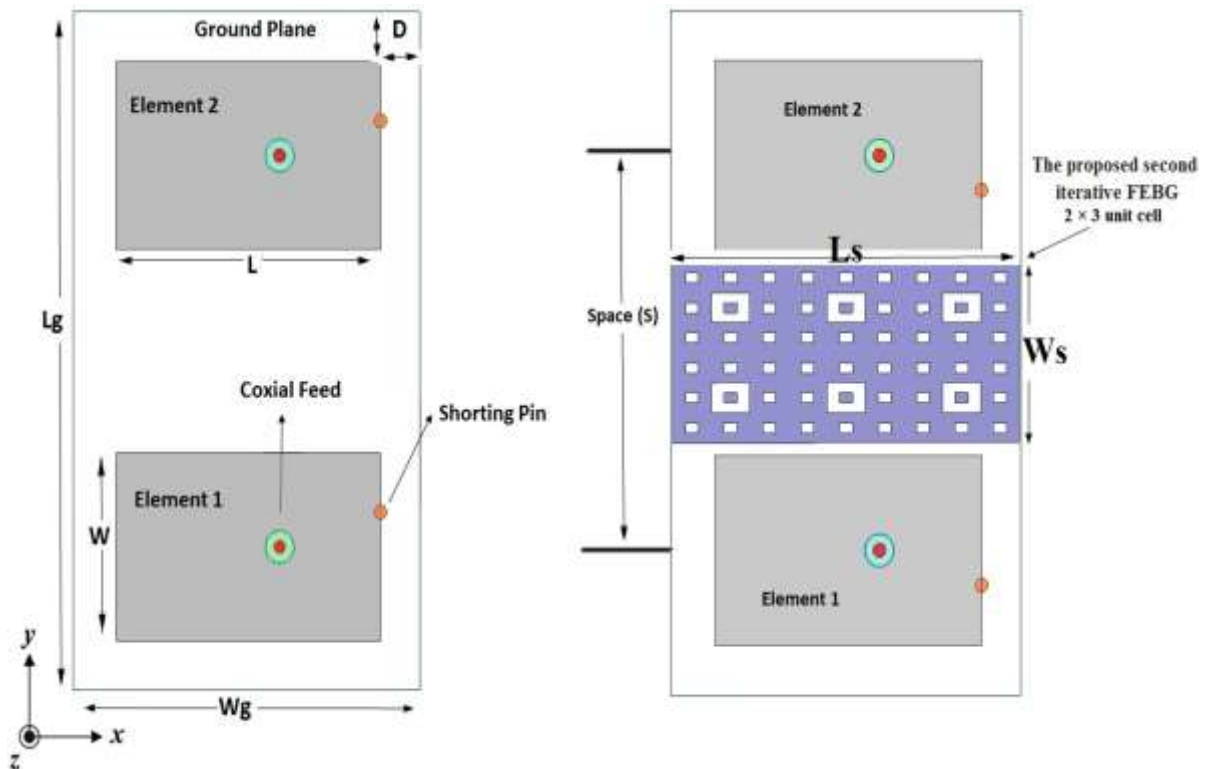 Ground Plane
D
Element 2
L
Lg
Coxial Feed
Shorting Pin
Element 1
W
Wg
y
x
z
Element 2
The proposed second
iterative FEBG
2 × 3 unit cell
Ls
Space (S)
Ws
Element 1